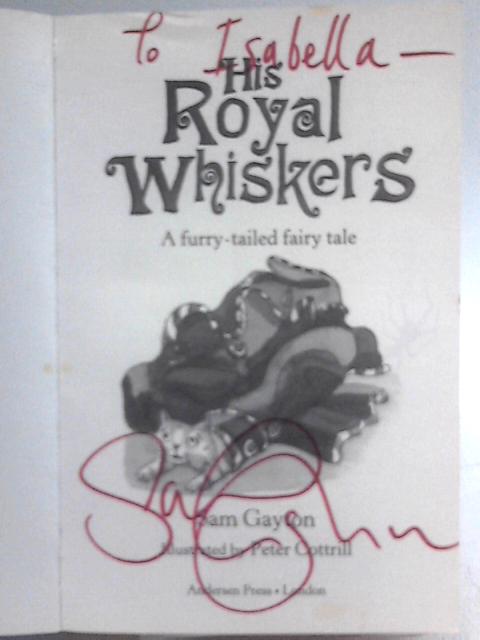 To Isabella —
His
Royal
Whiskers
A furry-tailed fairy tale
Sam Gayton
Illustrated by Peter Cottrill
Andersen Press • London